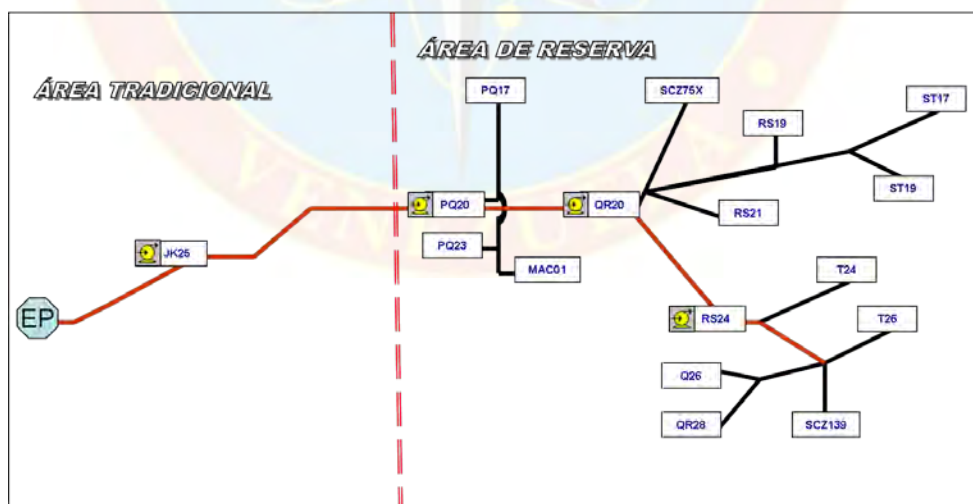 ÁREA TRADICIONAL
ÁREA DE RESERVA
PQ17
SCZ75X
ST17
RS19
PQ20
QR20
ST19
RS21
PQ23
JK25
MAC01
T24
EP
RS24
T26
Q26
QR28
SCZ139